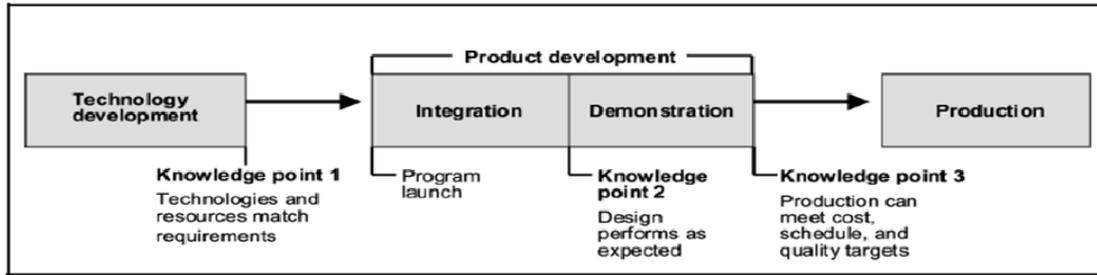 Product development
Technology
development
Integration
Demonstration
Production
Knowledge point 1
Technologies and
resources match
requirements
Program
launch
Knowledge
point 2
Design
performs as
expected
Knowledge point 3
Production can
meet cost,
schedule, and
quality targets